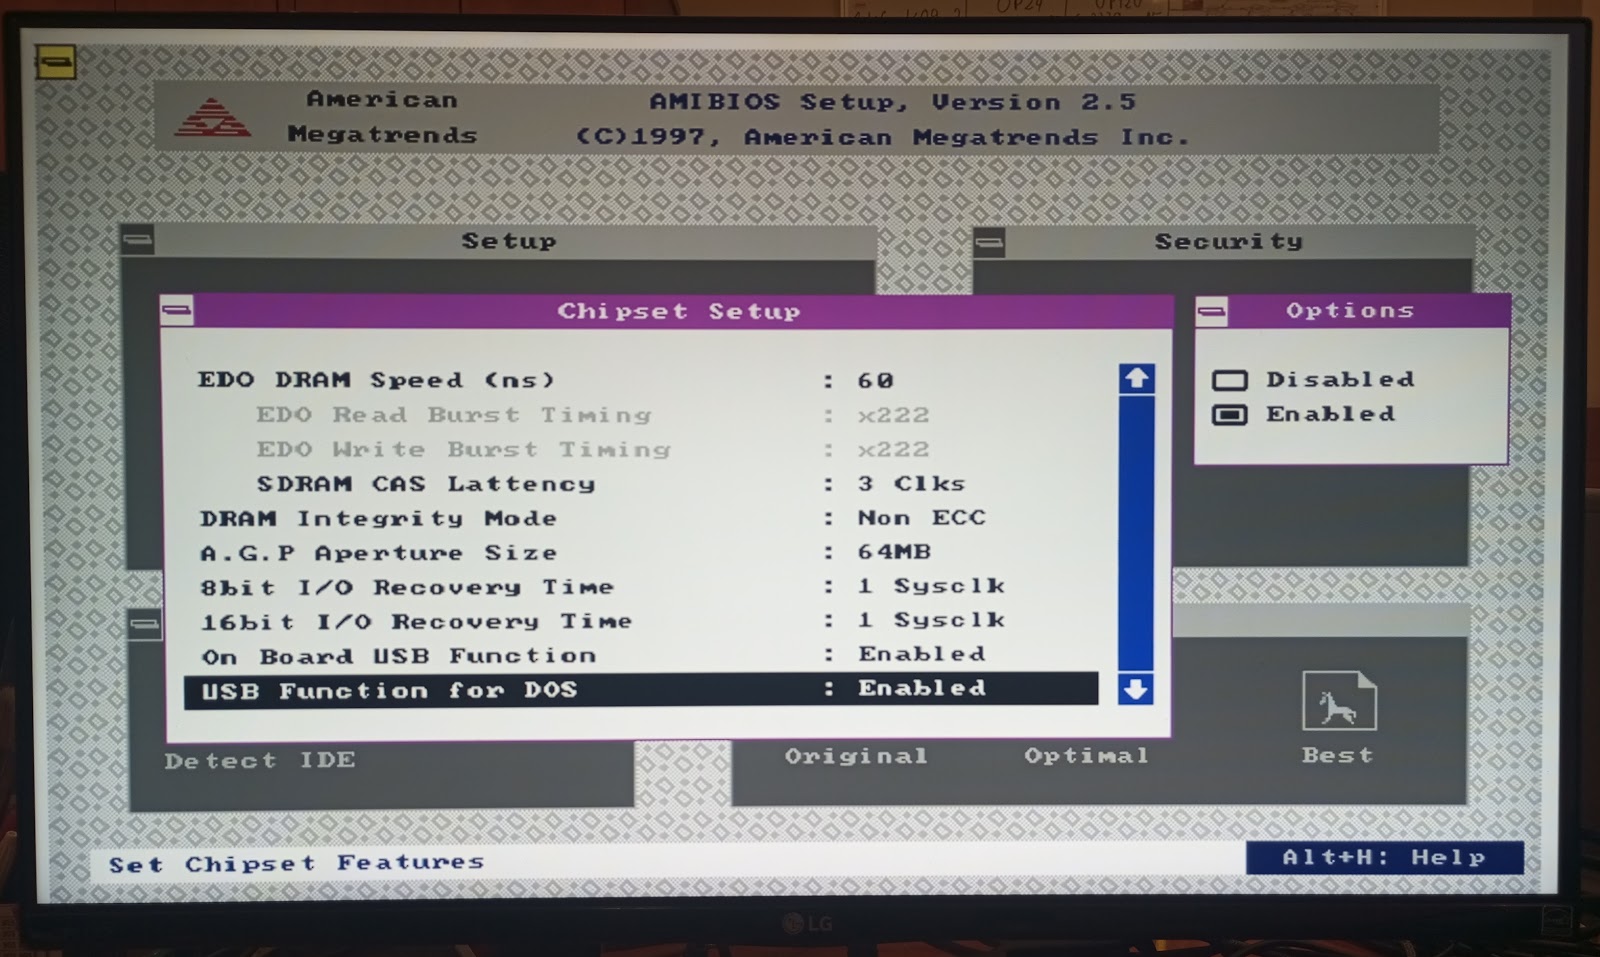 American
Megatrends
AMIBIOS Setup, Version 2.5
(C)1997, American Megatrends Inc.
Setup
Security
Chipset Setup
EDO DRAM Speed (ns) : 60
EDO Read Burst Timing : x222
EDO Write Burst Timing : x222
SDRAM CAS Lattency : 3 Clks
DRAM Integrity Mode : Non ECC
A.G.P Aperture Size : 64MB
8bit I/O Recovery Time : 1 Sysclk
16bit I/O Recovery Time : 1 Sysclk
On Board USB Function : Enabled
USB Function for DOS : Enabled
Options
Disabled
Enabled
Detect IDE
Original
Optimal
Best
Set Chipset Features
Alt+H: Help
LG